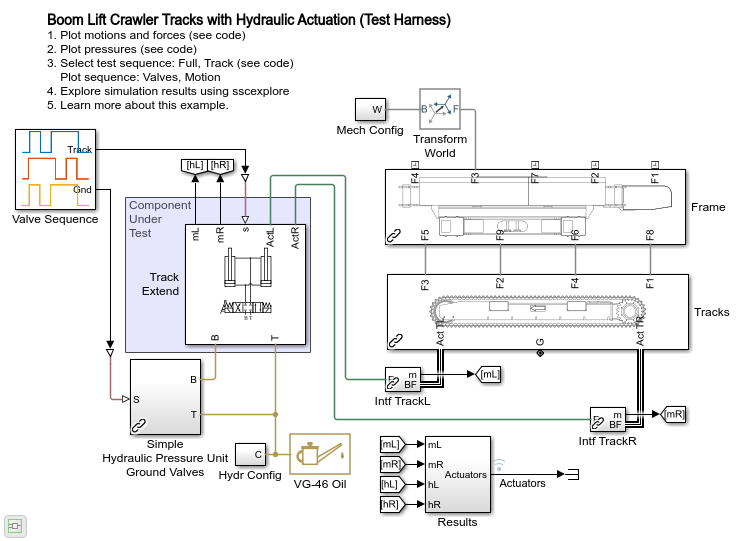 Boom Lift Crawler Tracks with Hydraulic Actuation (Test Harness)
1. Plot motions and forces (see code)
2. Plot pressures (see code)
3. Select test sequence: Full, Track (see code)
Plot sequence: Valves, Motion
4. Explore simulation results using sscexplore
5. Learn more about this example.
W
Mech Config
B F
Transform
World
Track
Gnd
Valve Sequence
[hL] [hR]
Component
Under
Test
mL mR s ActL ActR
Track
Extend
B T
B T
F4 F3 F7 F2 F1
Frame
F5 F9 F6 F8
F3 F2 F4 F1
Tracks
Act TL G Act TR
F m
BF
[mL]
Intf TrackL
F m
BF
[mR]
Intf TrackR
S B
T
Simple
Hydraulic Pressure Unit
Ground Valves
C
Hydr Config
VG-46 Oil
[mL] mL
[mR] mR
[hL] hL
[hR] hR
Actuators
Actuators
Results